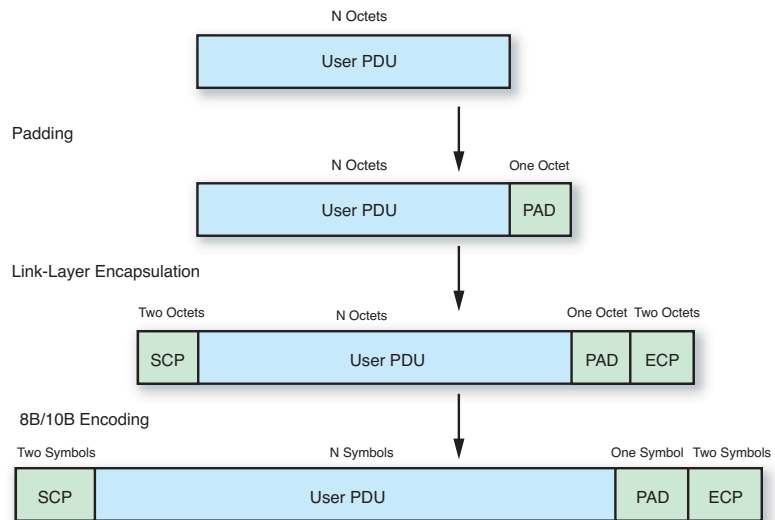 N Octets
User PDU
Padding
N Octets One Octet
User PDU PAD
Link-Layer Encapsulation
Two Octets N Octets One Octet Two Octets
SCP User PDU PAD ECP
8B/10B Encoding
Two Symbols N Symbols One Symbol Two Symbols
SCP User PDU PAD ECP